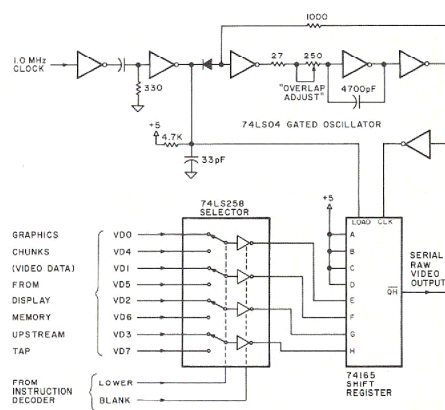 1000
1.0 MHz
CLOCK
330
27
250
"OVERLAP
ADJUST"
4700pF
+5
4.7K
33pF
74LS04 GATED OSCILLATOR
74LS258
SELECTOR
+5
LOAD CLK
GRAPHICS VD0
CHUNKS VD4
(VIDEO DATA) VD1
FROM VD5
DISPLAY VD2
MEMORY VD6
UPSTREAM VD3
TAP VD7
A
B
C
D
E
F
G
H
QH
SERIAL
RAW
VIDEO
OUTPUT
FROM
INSTRUCTION
DECODER
LOWER
BLANK
74165
SHIFT
REGISTER